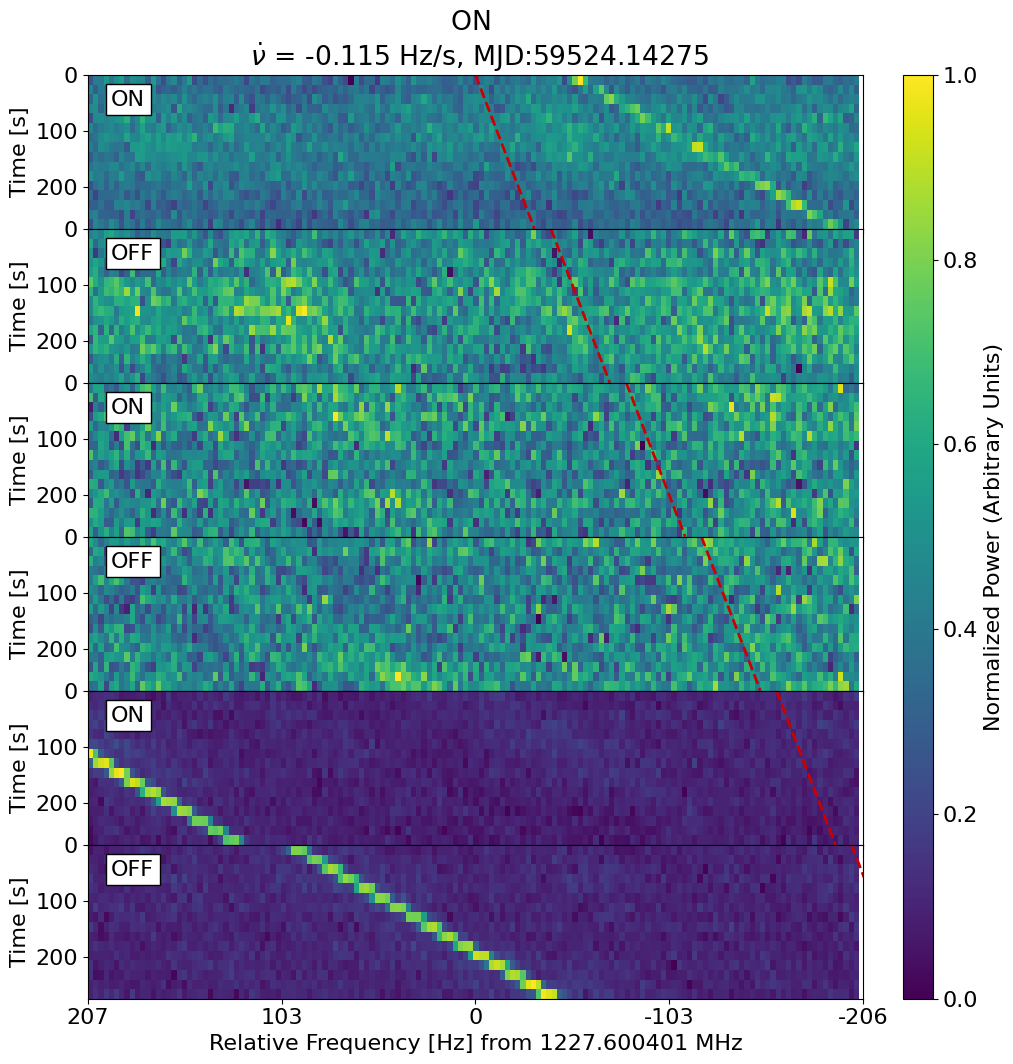 ON
ν̇ = -0.115 Hz/s, MJD:59524.14275
0
ON
Time [s]
100
200
0
OFF
Time [s]
100
200
0
ON
Time [s]
100
200
0
OFF
Time [s]
100
200
0
ON
Time [s]
100
200
0
OFF
Time [s]
100
200
207 103 0 -103 -206
Relative Frequency [Hz] from 1227.600401 MHz
1.0
0.8
0.6
0.4
0.2
0.0
Normalized Power (Arbitrary Units)